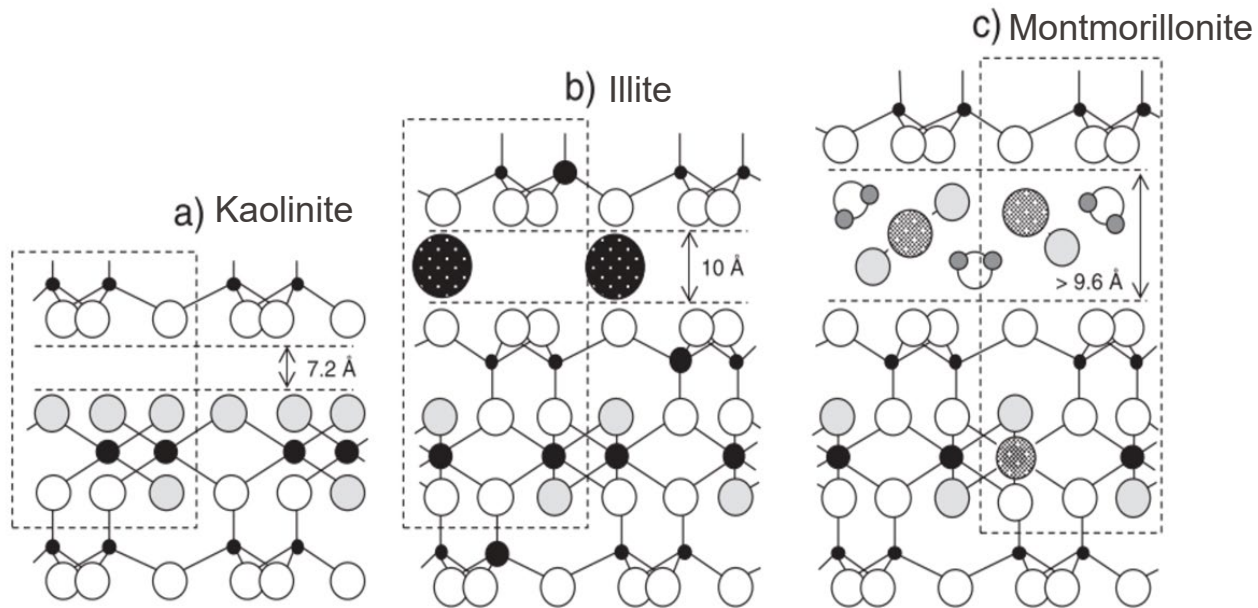 a) Kaolinite
7.2 Å
b) Illite
10 Å
c) Montmorillonite
> 9.6 Å